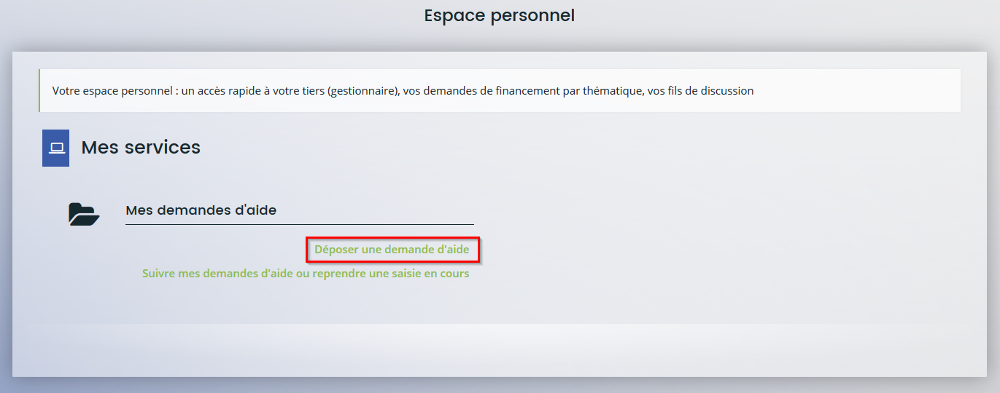 Espace personnel
Votre espace personnel : un accès rapide à votre tiers (gestionnaire), vos demandes de financement par thématique, vos fils de discussion
Mes services
Mes demandes d'aide
Déposer une demande d'aide
Suivre mes demandes d'aide ou reprendre une saisie en cours